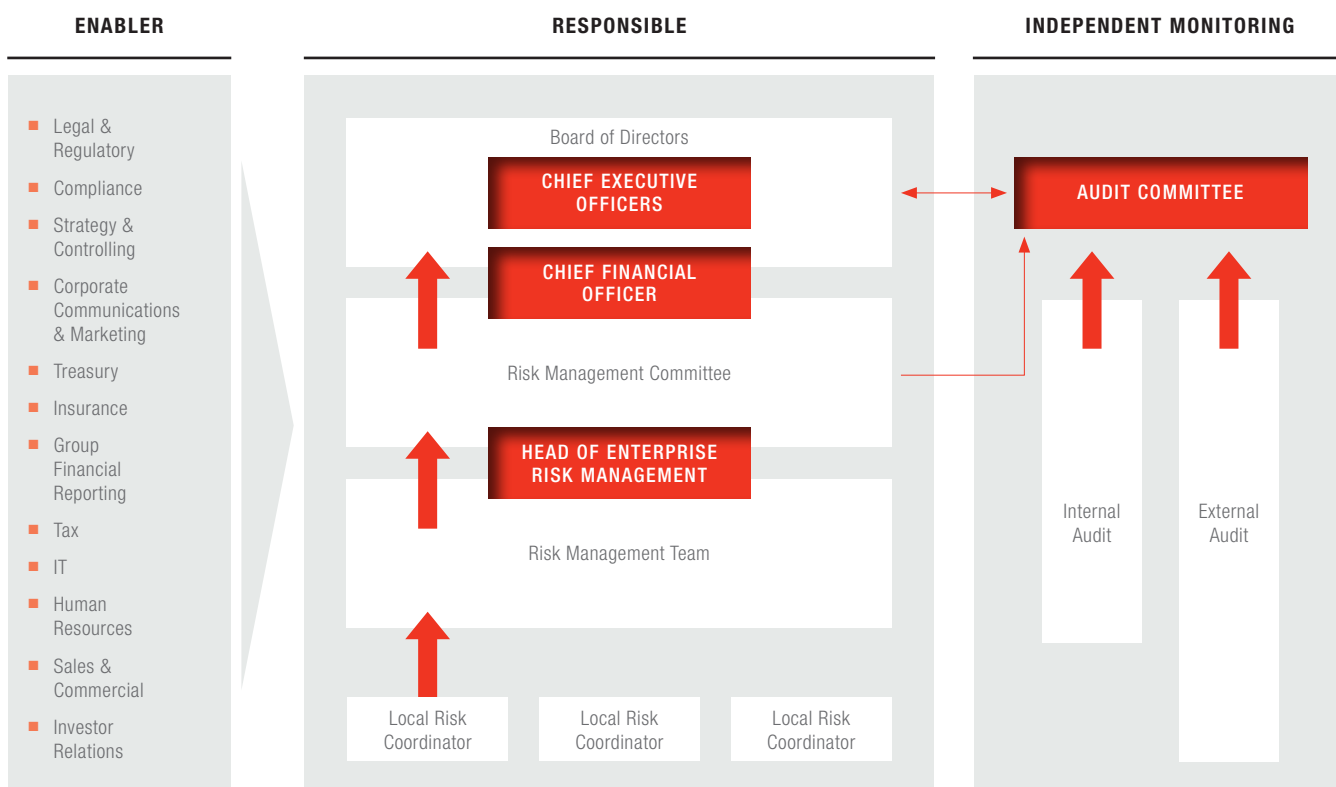 ENABLER
RESPONSIBLE
INDEPENDENT MONITORING
Legal &
Regulatory
Compliance
Strategy &
Controlling
Corporate
Communications
& Marketing
Treasury
Insurance
Group
Financial
Reporting
Tax
IT
Human
Resources
Sales &
Commercial
Investor
Relations
Board of Directors
CHIEF EXECUTIVE
OFFICERS
CHIEF FINANCIAL
OFFICER
Risk Management Committee
HEAD OF ENTERPRISE
RISK MANAGEMENT
Risk Management Team
Local Risk
Coordinator
Local Risk
Coordinator
Local Risk
Coordinator
AUDIT COMMITTEE
Internal
Audit
External
Audit